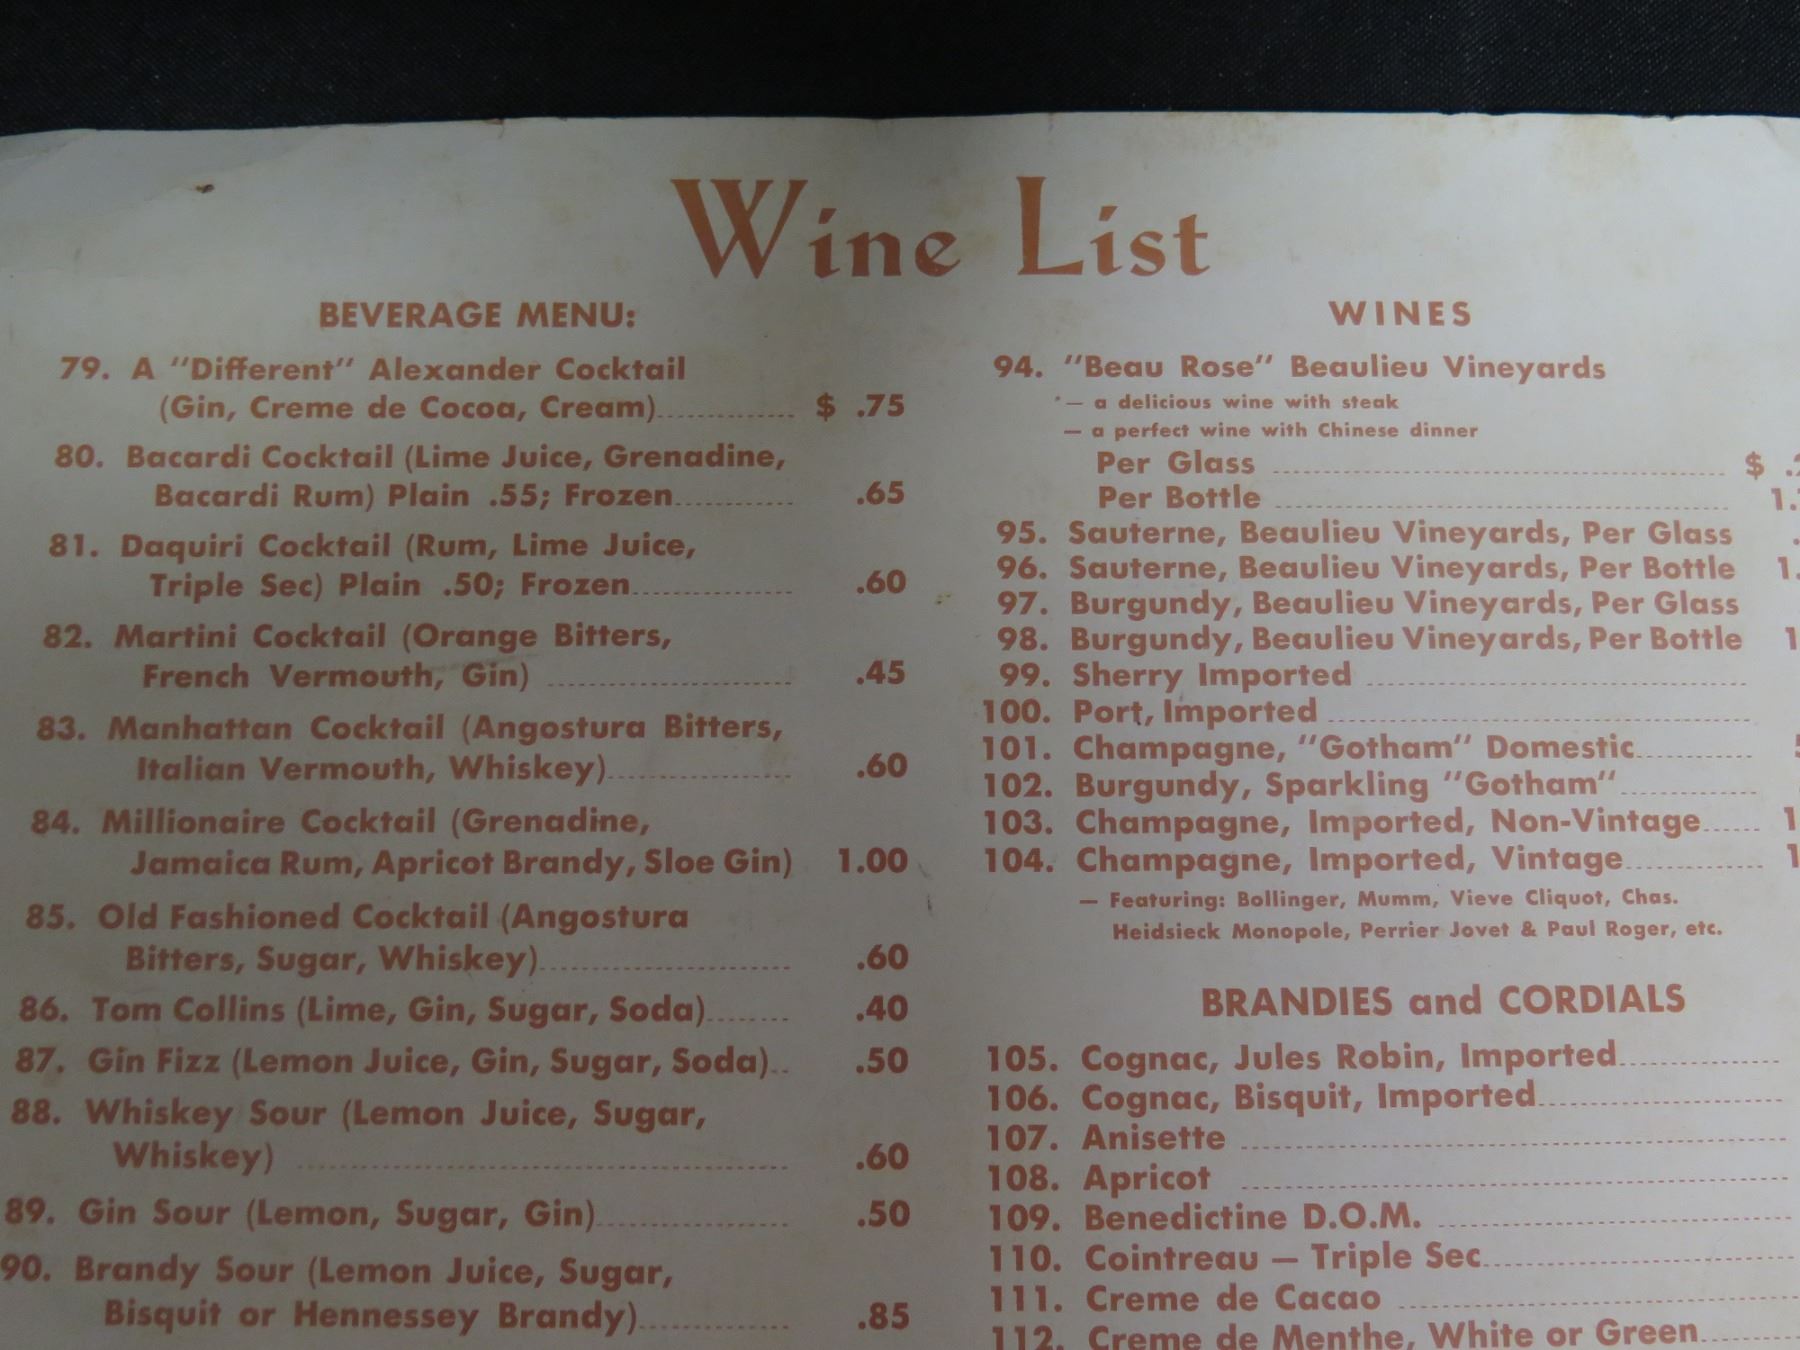 Wine List
BEVERAGE MENU:
79. A "Different" Alexander Cocktail
(Gin, Creme de Cocoa, Cream) $ .75
80. Bacardi Cocktail (Lime Juice, Grenadine,
Bacardi Rum) Plain .55; Frozen .65
81. Daquiri Cocktail (Rum, Lime Juice,
Triple Sec) Plain .50; Frozen .60
82. Martini Cocktail (Orange Bitters,
French Vermouth, Gin) .45
83. Manhattan Cocktail (Angostura Bitters,
Italian Vermouth, Whiskey) .60
84. Millionaire Cocktail (Grenadine,
Jamaica Rum, Apricot Brandy, Sloe Gin) 1.00
85. Old Fashioned Cocktail (Angostura
Bitters, Sugar, Whiskey) .60
86. Tom Collins (Lime, Gin, Sugar, Soda) .40
87. Gin Fizz (Lemon Juice, Gin, Sugar, Soda) .50
88. Whiskey Sour (Lemon Juice, Sugar,
Whiskey) .60
89. Gin Sour (Lemon, Sugar, Gin) .50
90. Brandy Sour (Lemon Juice, Sugar,
Bisquit or Hennessey Brandy) .85
WINES
94. "Beau Rose" Beaulieu Vineyards
— a delicious wine with steak
— a perfect wine with Chinese dinner
Per Glass $
Per Bottle
95. Sauterne, Beaulieu Vineyards, Per Glass
96. Sauterne, Beaulieu Vineyards, Per Bottle
97. Burgundy, Beaulieu Vineyards, Per Glass
98. Burgundy, Beaulieu Vineyards, Per Bottle
99. Sherry Imported
100. Port, Imported
101. Champagne, "Gotham" Domestic
102. Burgundy, Sparkling "Gotham"
103. Champagne, Imported, Non-Vintage
104. Champagne, Imported, Vintage
— Featuring: Bollinger, Mumm, Vieve Cliquot, Chas.
Heidsieck Monopole, Perrier Jovet & Paul Roger, etc.
BRANDIES and CORDIALS
105. Cognac, Jules Robin, Imported
106. Cognac, Bisquit, Imported
107. Anisette
108. Apricot
109. Benedictine D.O.M.
110. Cointreau — Triple Sec
111. Creme de Cacao
112. Creme de Menthe, White or Green